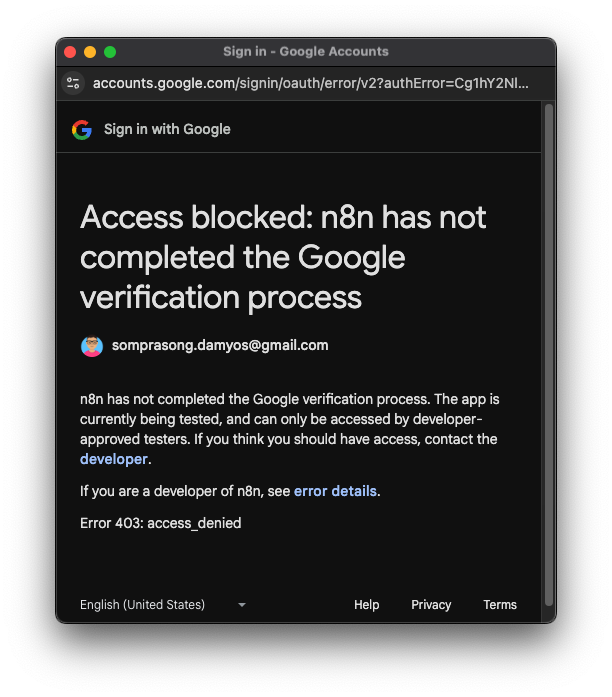 Sign in - Google Accounts
accounts.google.com/signin/oauth/error/v2?authError=Cg1hY2Nl...
Sign in with Google
Access blocked: n8n has not
completed the Google
verification process
somprasong.damyos@gmail.com
n8n has not completed the Google verification process. The app is
currently being tested, and can only be accessed by developer-
approved testers. If you think you should have access, contact the
developer.
If you are a developer of n8n, see error details.
Error 403: access_denied
English (United States) Help Privacy Terms